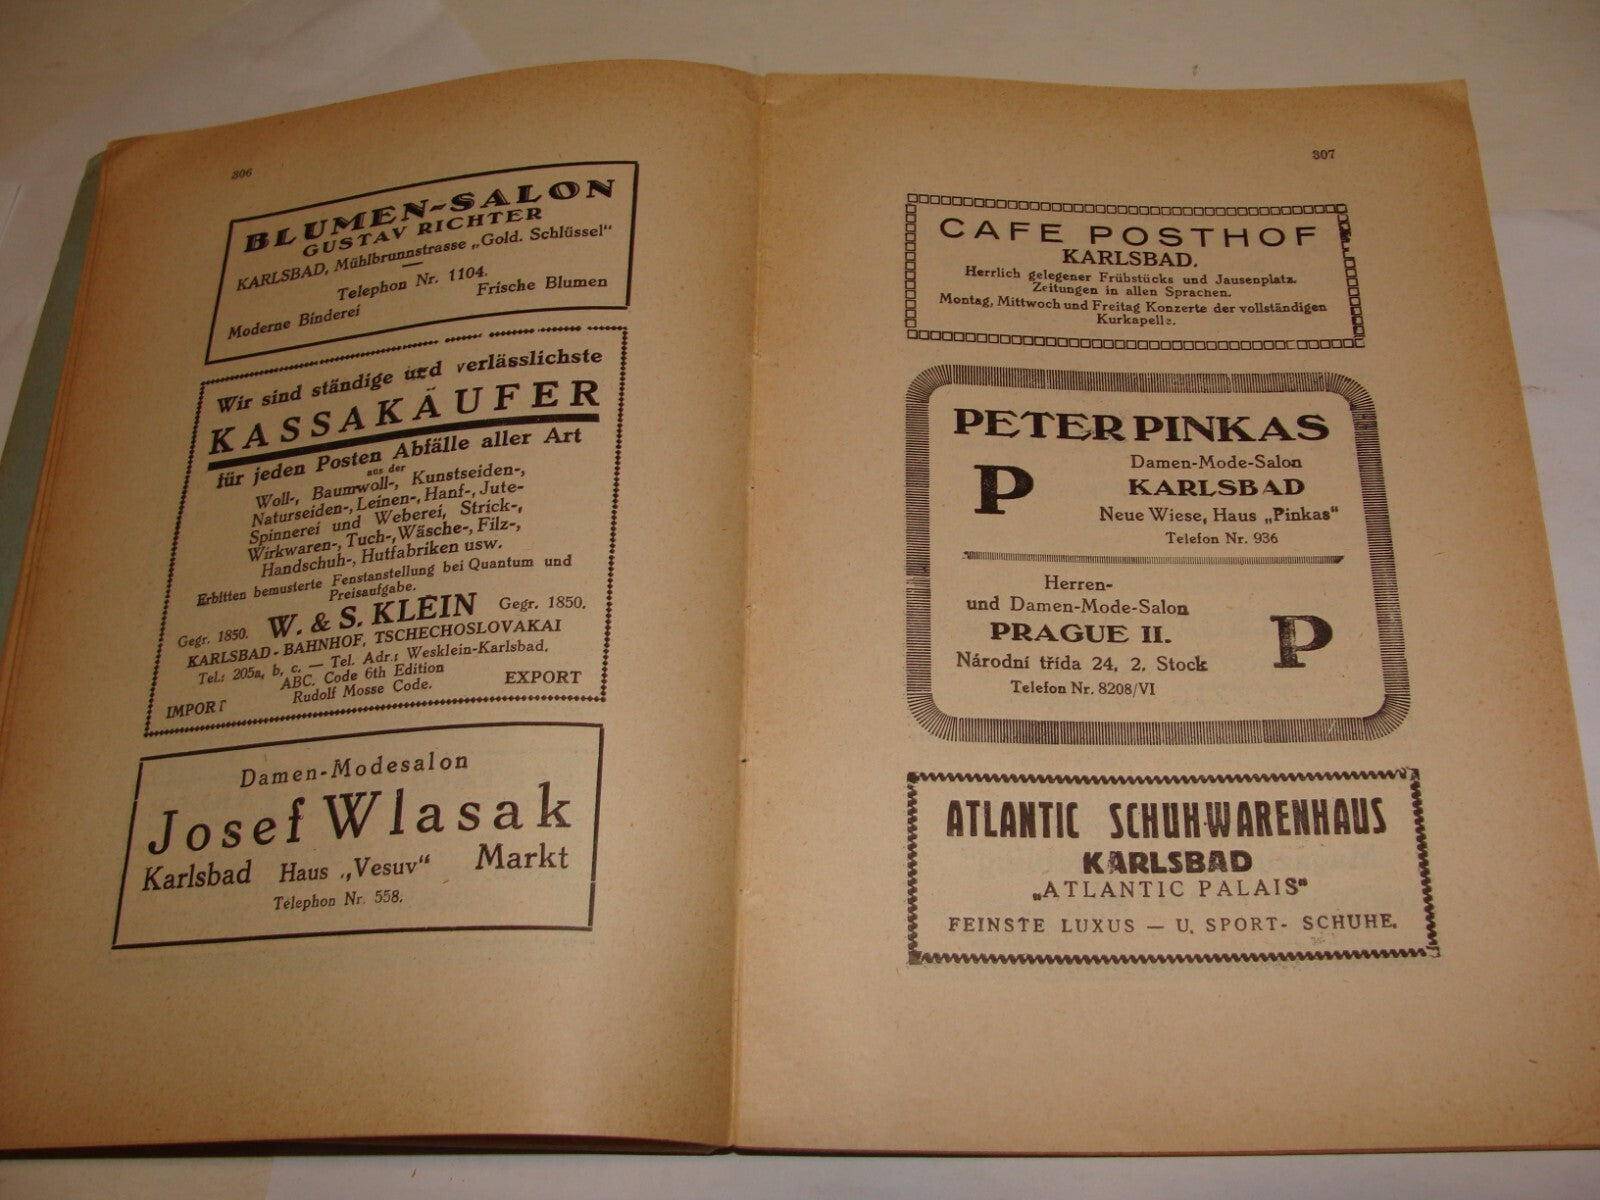 306
BLUMEN-SALON
GUSTAV RICHTER
KARLSBAD, Mühlbrunnstrasse „Gold. Schlüssel“
Telephon Nr. 1104.
Moderne Binderei Frische Blumen
Wir sind ständige und verlässlichste
KASSAKÄUFER
für jeden Posten Abfälle aller Art
aus der
Woll-, Baumwoll-, Kunstseiden-,
Naturseiden-, Leinen-, Hanf-, Jute-
Spinnerei und Weberei, Strick-,
Wirkwaren-, Tuch-, Wäsche-, Filz-,
Handschuh-, Hutfabriken usw.
Erbitten bemusterte Fenstanstellung bei Quantum und
Preisaufgabe.
Gegr. 1850. W. & S. KLEIN Gegr. 1850.
KARLSBAD-BAHNHOF, TSCHECHOSLOVAKAI
Tel.: 205a, b, c. — Tel. Adr.: Wesklein-Karlsbad.
ABC. Code 6th Edition
Rudolf Mosse Code.
IMPORT EXPORT
Damen-Modesalon
Josef Wlasak
Karlsbad Haus „Vesuv“ Markt
Telephon Nr. 558.
307
CAFE POSTHOF
KARLSBAD.
Herrlich gelegener Frühstücks und Jausenplatz.
Zeitungen in allen Sprachen.
Montag, Mittwoch und Freitag Konzerte der vollständigen
Kurkapelle.
PETER PINKAS
P
Damen-Mode-Salon
KARLSBAD
Neue Wiese, Haus „Pinkas“
Telefon Nr. 936
Herren-
und Damen-Mode-Salon
PRAGUE II.
P
Národní třída 24, 2. Stock
Telefon Nr. 8208/VI
ATLANTIC SCHUHWARENHAUS
KARLSBAD
„ATLANTIC PALAIS“
FEINSTE LUXUS — U. SPORT- SCHUHE.